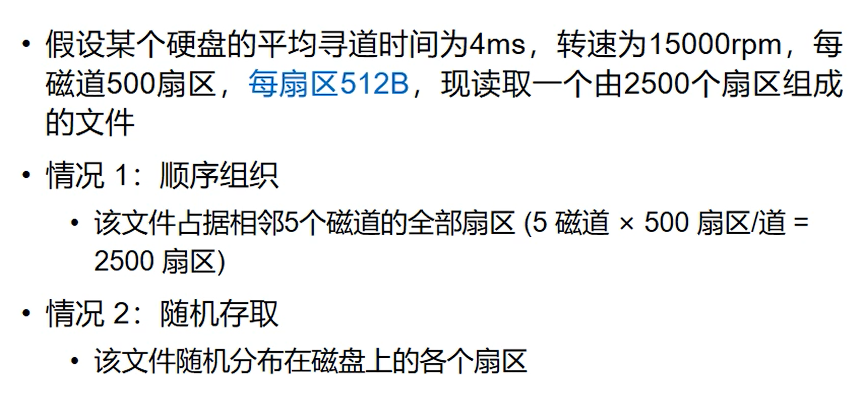 • 假设某个硬盘的平均寻道时间为4ms，转速为15000rpm，每
磁道500扇区，每扇区512B，现读取一个由2500个扇区组成
的文件
• 情况 1：顺序组织
• 该文件占据相邻5个磁道的全部扇区 (5 磁道 × 500 扇区/道 =
2500 扇区)
• 情况 2：随机存取
• 该文件随机分布在磁盘上的各个扇区